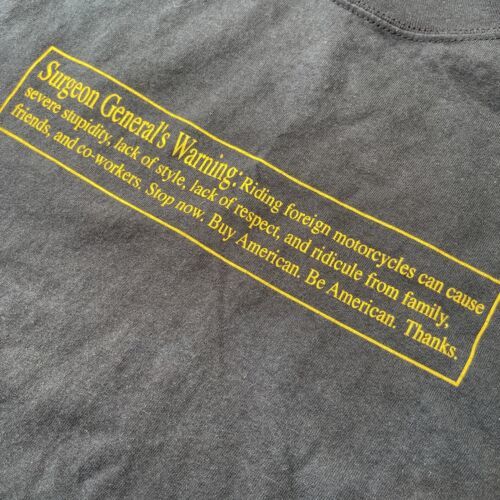 Surgeon General's Warning: Riding foreign motorcycles can cause
severe stupidity, lack of style, lack of respect, and ridicule from family,
friends, and co-workers. Stop now. Buy American. Be American. Thanks.